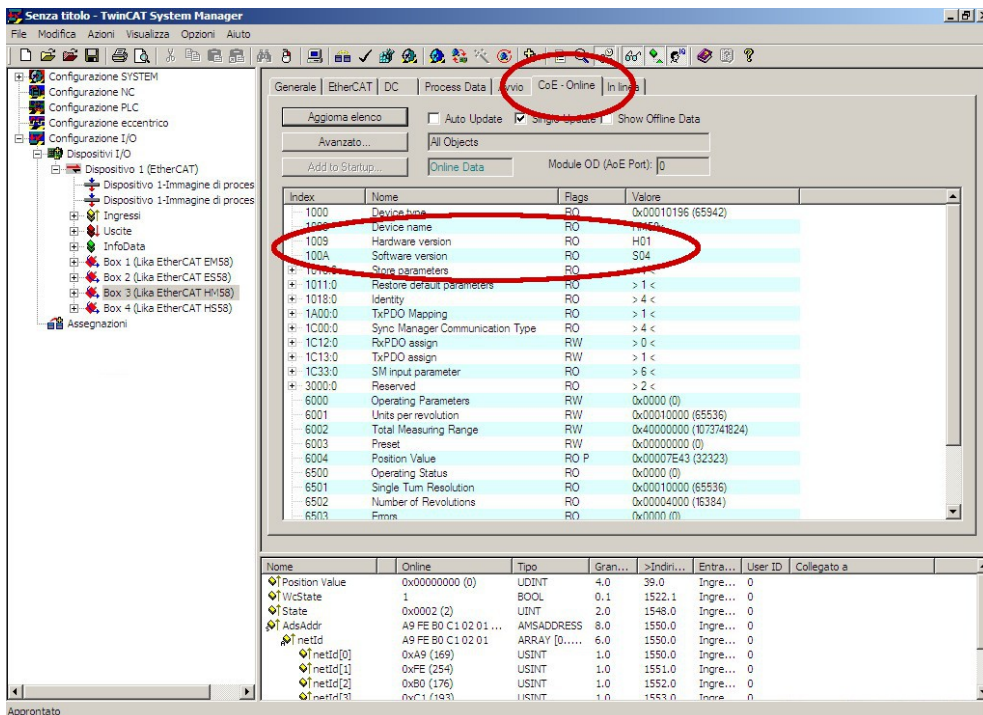 Senza titolo - TwinCAT System Manager
File Modifica Azioni Visualizza Opzioni Aiuto
Configurazione SYSTEM
Configurazione NC
Configurazione PLC
Configurazione eccentrico
Configurazione I/O
Dispositivi I/O
Dispositivo 1 (EtherCAT)
Dispositivo 1-Immagine di proces
Dispositivo 1-Immagine di proces
Ingressi
Uscite
InfoData
Box 1 (Lika EtherCAT EM58)
Box 2 (Lika EtherCAT ES58)
Box 3 (Lika EtherCAT HM58)
Box 4 (Lika EtherCAT HS58)
Assegnazioni
Generale EtherCAT DC Process Data Avvio CoE - Online In linea
Aggiorna elenco Auto Update Single Update Show Offline Data
Avanzato... All Objects
Add to Startup... Online Data Module OD (AoE Port): 0
Index Name Flags Valore
1000 Device type RO 0x00010196 (65942)
Device name RO
1009 Hardware version RO H01
100A Software version RO S04
Store parameters RO
1011:0 Restore default parameters RO > 1 <
1018:0 Identity RO > 4 <
1A00:0 TxPDO Mapping RO > 1 <
1C00:0 Sync Manager Communication Type RO > 4 <
1C12:0 RxPDO assign RW > 0 <
1C13:0 TxPDO assign RW > 1 <
1C33:0 SM input parameter RO > 6 <
3000:0 Reserved RO > 2 <
6000 Operating Parameters RW 0x0000 (0)
6001 Units per revolution RW 0x00010000 (65536)
6002 Total Measuring Range RW 0x40000000 (1073741824)
6003 Preset RW 0x00000000 (0)
6004 Position Value RO P 0x00007E43 (32323)
6500 Operating Status RO 0x0000 (0)
6501 Single Turn Resolution RO 0x00010000 (65536)
6502 Number of Revolutions RO 0x00004000 (16384)
6503 Errors RO 0x0000 (0)
Nome Online Tipo Gran... >Indiri... Entra... User ID Collegato a
Position Value 0x00000000 (0) UDINT 4.0 39.0 Ingre... 0
WcState 1 BOOL 0.1 1522.1 Ingre... 0
State 0x0002 (2) UINT 2.0 1548.0 Ingre... 0
AdsAddr A9 FE B0 C1 02 01 ... AMSADDRESS 8.0 1550.0 Ingre... 0
netId A9 FE B0 C1 02 01 ARRAY [0..... 6.0 1550.0 Ingre... 0
netId[0] 0xA9 (169) USINT 1.0 1550.0 Ingre... 0
netId[1] 0xFE (254) USINT 1.0 1551.0 Ingre... 0
netId[2] 0xB0 (176) USINT 1.0 1552.0 Ingre... 0
netId[3] 0xC1 (193) USINT 1.0 1553.0 Ingre... 0
Approntato